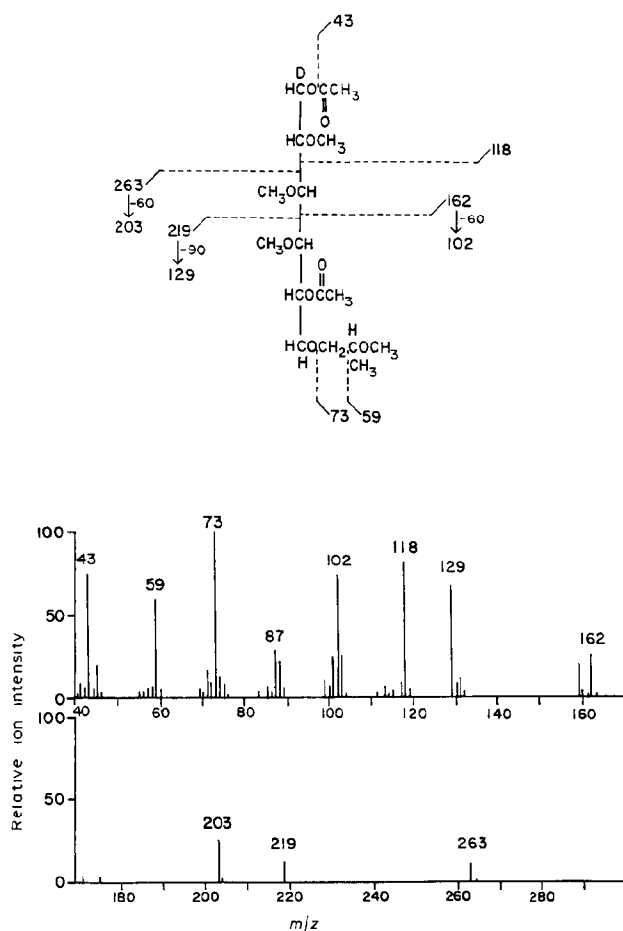 43
D
HCOCCH3
O
HCOCH3
118
263
CH3OCH
-60
162
203
219
-60
-90
CH3OCH
102
129
O
HCOCCH3
H
HCOCH2COCH3
H CH3
73 59
100
73
43
102
118
129
59
50
87
162
0
40 60 80 100 120 140 160
Relative ion intensity
100
50
203
219
263
0
180 200 220 240 260 280
m/z